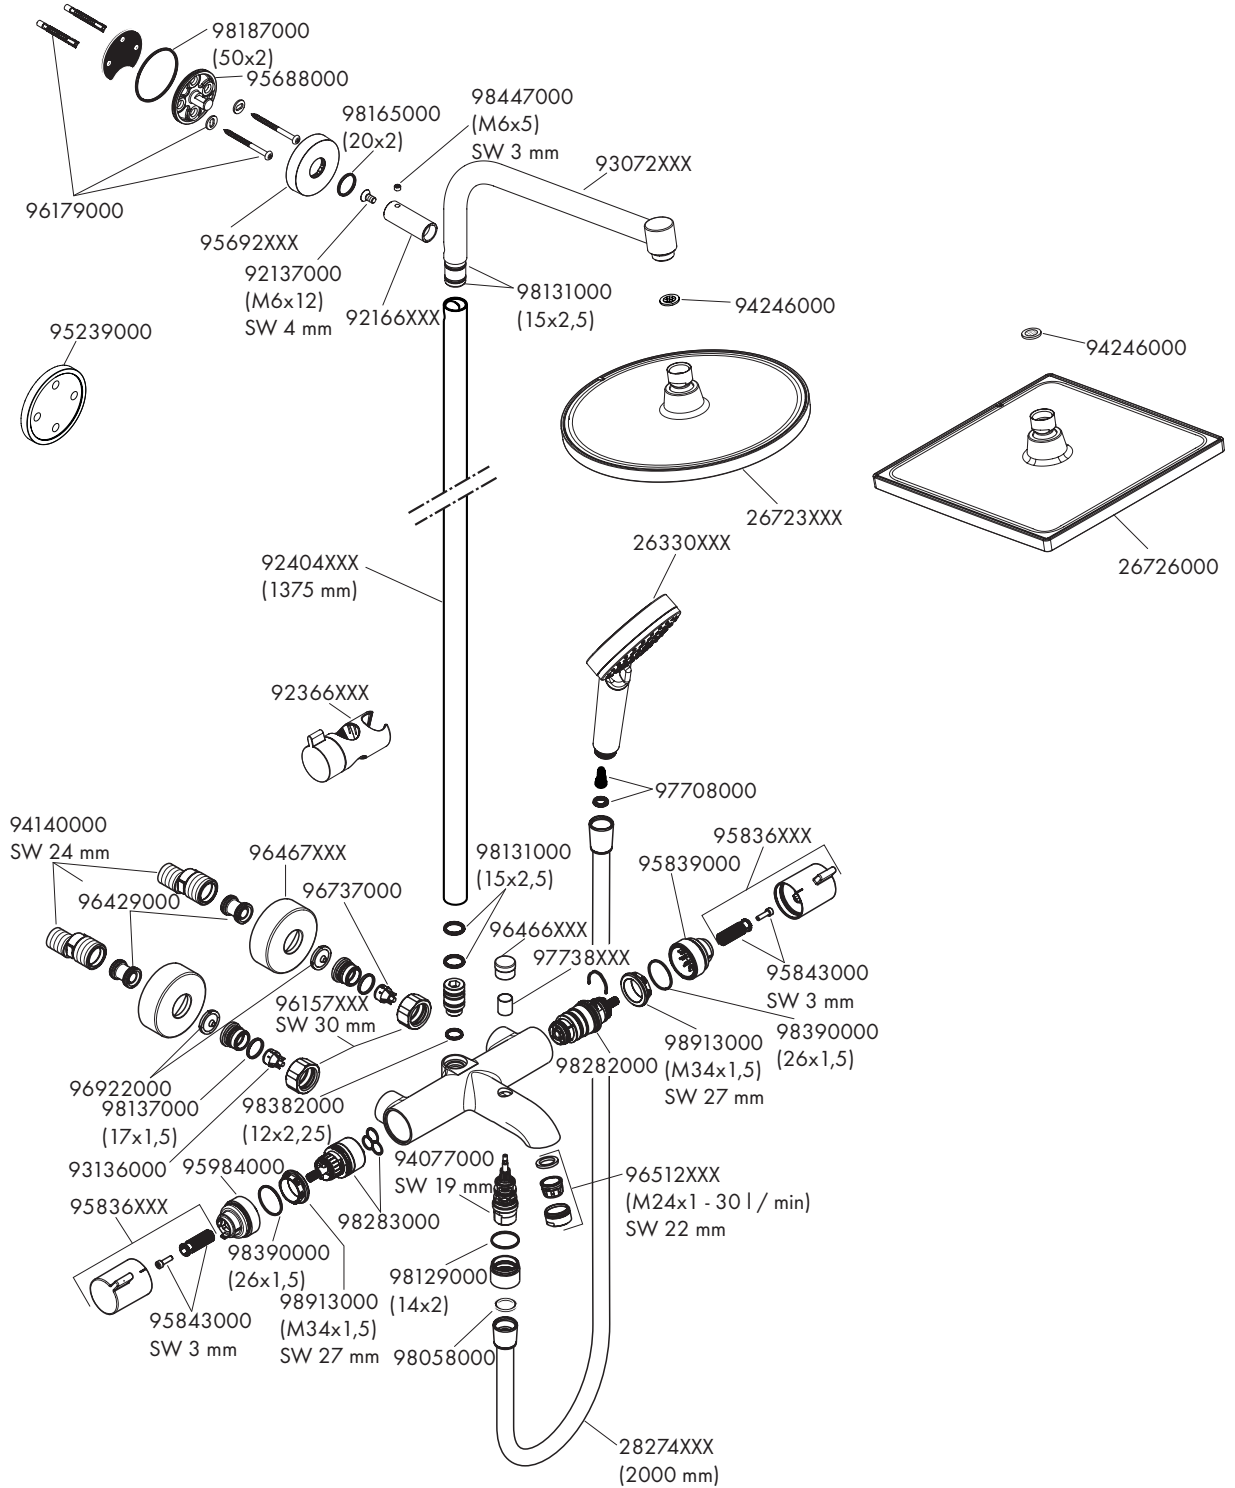 98187000
(50x2)
95688000
98165000
(20x2)
98447000
(M6x5)
SW 3 mm
93072XXX
96179000
95692XXX
92137000
(M6x12)
SW 4 mm
92166XXX
98131000
(15x2,5)
94246000
95239000
94246000
26723XXX
26726000
26330XXX
92404XXX
(1375 mm)
92366XXX
97708000
94140000
SW 24 mm
96429000
96467XXX
96737000
98131000
(15x2,5)
95836XXX
95839000
96466XXX
97738XXX
95843000
SW 3 mm
96157XXX
SW 30 mm
98390000
(26x1,5)
98913000
(M34x1,5)
SW 27 mm
98282000
96922000
98137000
(17x1,5)
93136000
98382000
(12x2,25)
94077000
SW 19 mm
96512XXX
(M24x1 - 30 l / min)
SW 22 mm
95984000
95836XXX
98283000
98390000
(26x1,5)
98129000
(14x2)
98913000
(M34x1,5)
SW 27 mm
95843000
SW 3 mm
98058000
28274XXX
(2000 mm)